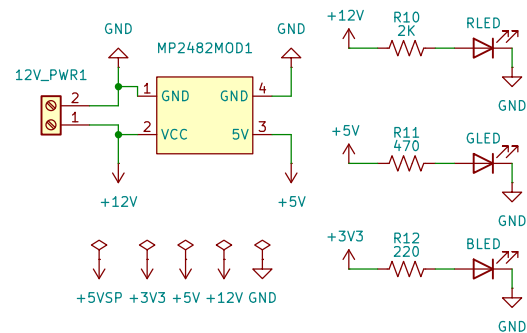 +12V
R10
2K
RLED
GND
GND
GND
MP2482MOD1
12V_PWR1
2
1
1
GND
GND
4
2
VCC
5V
3
+12V
+5V
+5V
R11
470
GLED
GND
+3V3
R12
220
BLED
GND
+5VSP
+3V3
+5V
+12V
GND